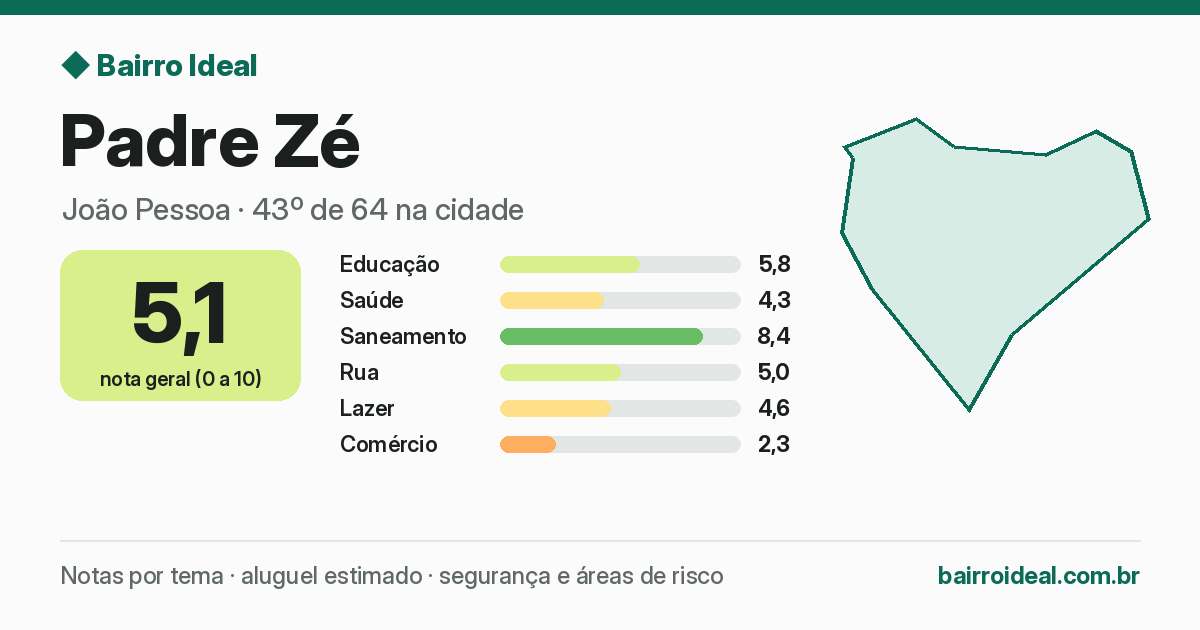 Bairro Ideal
Padre Zé
João Pessoa · 43º de 64 na cidade
5,1
nota geral (0 a 10)
Educação 5,8
Saúde 4,3
Saneamento 8,4
Rua 5,0
Lazer 4,6
Comércio 2,3
Notas por tema · aluguel estimado · segurança e áreas de risco
bairroideal.com.br